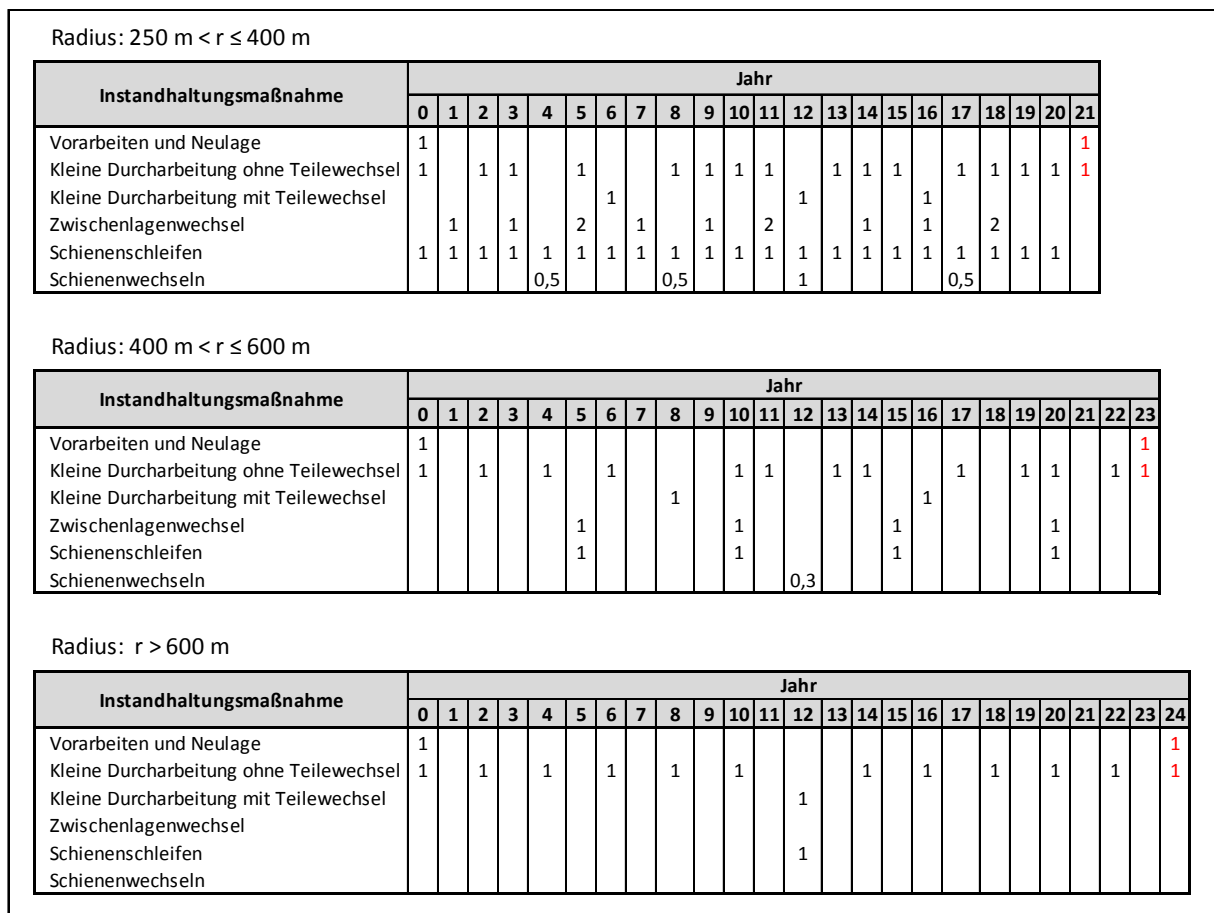 Radius: 250 m < r ≤ 400 m
Instandhaltungsmaßnahme Jahr
0 1 2 3 4 5 6 7 8 9 10 11 12 13 14 15 16 17 18 19 20 21
Vorarbeiten und Neulage 1 1
Kleine Durcharbeitung ohne Teilewechsel 1 1 1 1 1 1 1 1 1 1 1 1 1 1 1 1
Kleine Durcharbeitung mit Teilewechsel 1 1 1
Zwischenlagenwechsel 1 1 2 1 1 2 1 1 2
Schienenschleifen 1 1 1 1 1 1 1 1 1 1 1 1 1 1 1 1 1 1 1 1 1
Schienenwechseln 0,5 0,5 1 0,5
Radius: 400 m < r ≤ 600 m
Instandhaltungsmaßnahme Jahr
0 1 2 3 4 5 6 7 8 9 10 11 12 13 14 15 16 17 18 19 20 21 22 23
Vorarbeiten und Neulage 1 1
Kleine Durcharbeitung ohne Teilewechsel 1 1 1 1 1 1 1 1 1 1 1 1 1
Kleine Durcharbeitung mit Teilewechsel 1 1
Zwischenlagenwechsel 1 1 1 1
Schienenschleifen 1 1 1 1
Schienenwechseln 0,3
Radius: r > 600 m
Instandhaltungsmaßnahme Jahr
0 1 2 3 4 5 6 7 8 9 10 11 12 13 14 15 16 17 18 19 20 21 22 23 24
Vorarbeiten und Neulage 1 1
Kleine Durcharbeitung ohne Teilewechsel 1 1 1 1 1 1 1 1 1 1 1 1
Kleine Durcharbeitung mit Teilewechsel 1
Zwischenlagenwechsel
Schienenschleifen 1
Schienenwechseln